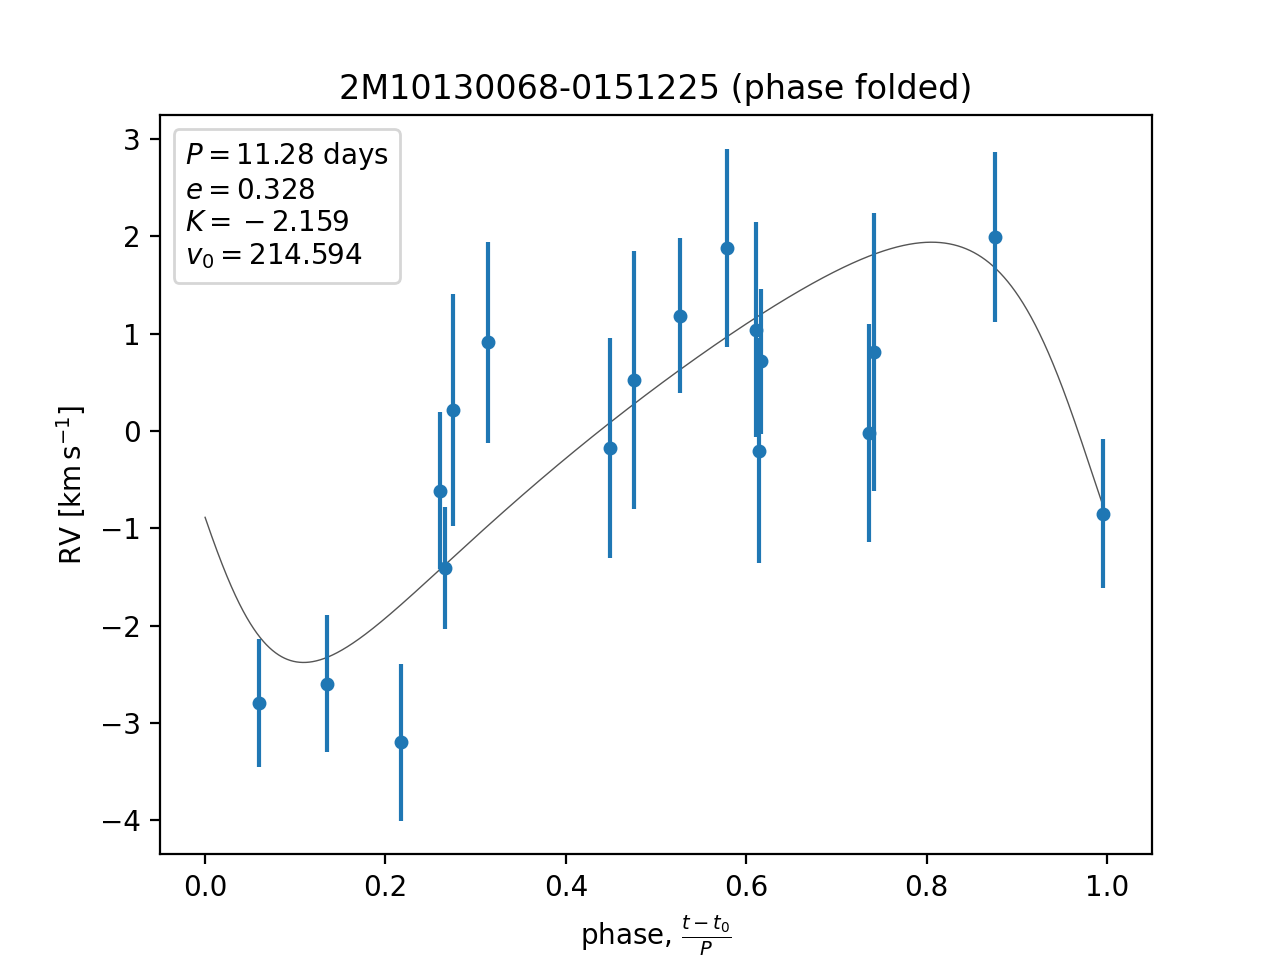 2M10130068-0151225 (phase folded)
P = 11.28 days
e = 0.328
K = −2.159
v₀ = 214.594
3
2
1
0
−1
−2
−3
−4
RV [km s⁻¹]
0.0 0.2 0.4 0.6 0.8 1.0
phase, (t − t₀)/P